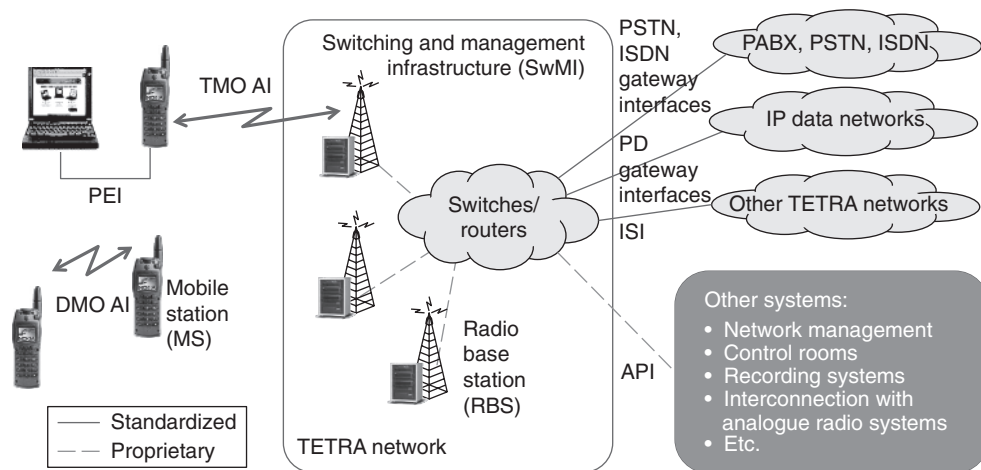 Switching and management
infrastructure (SwMI)
TMO AI
PEI
DMO AI
Mobile
station
(MS)
Switches/
routers
Radio
base
station
(RBS)
TETRA network
PSTN,
ISDN
gateway
interfaces
PD
gateway
interfaces
ISI
API
PABX, PSTN, ISDN
IP data networks
Other TETRA networks
Other systems:
• Network management
• Control rooms
• Recording systems
• Interconnection with
analogue radio systems
• Etc.
Standardized
Proprietary